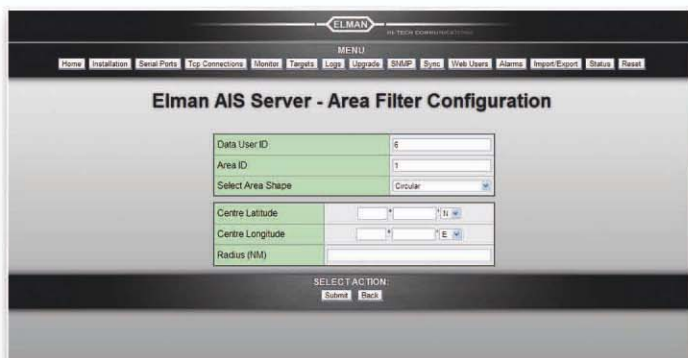 ELMAN
HI-TECH COMMUNICATIONS
MENU
Home Installation Serial Ports Tcp Connections Monitor Targets Logs Upgrade SNMP Sync Web Users Alarms Import/Export Status Reset
Elman AIS Server - Area Filter Configuration
Data User ID 6
Area ID 1
Select Area Shape Circular
Centre Latitude ° ' N
Centre Longitude ° ' E
Radius (NM)
SELECT ACTION:
Submit Back